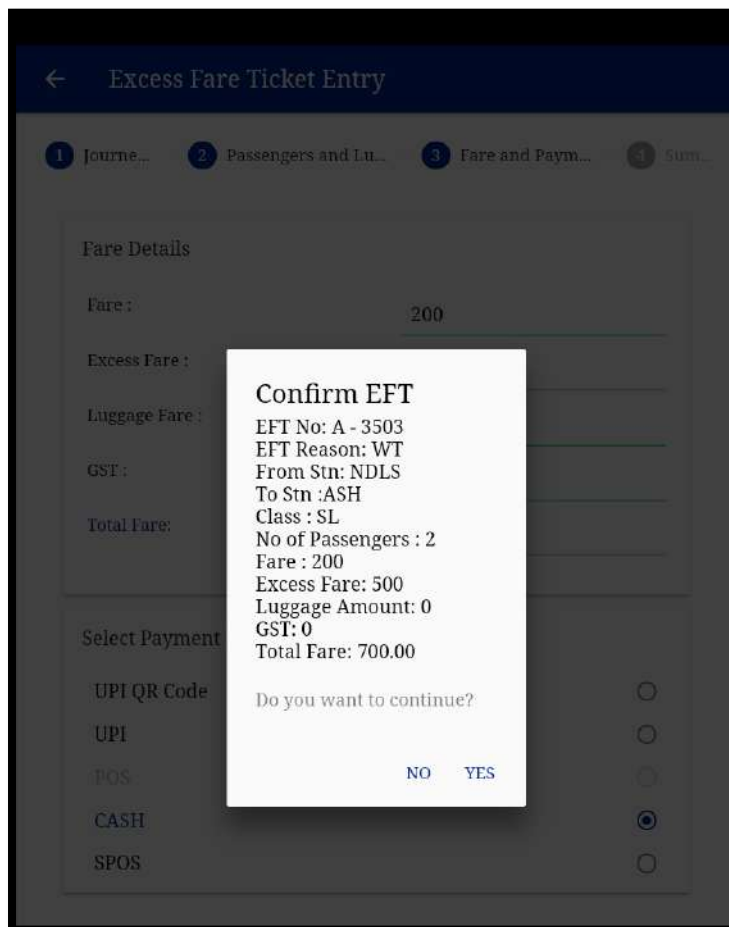 Excess Fare Ticket Entry
1 Journe... 2 Passengers and Lu... 3 Fare and Paym... 4 Sum...
Fare Details
Fare : 200
Excess Fare :
Luggage Fare :
GST :
Total Fare:
Confirm EFT
EFT No: A - 3503
EFT Reason: WT
From Stn: NDLS
To Stn :ASH
Class : SL
No of Passengers : 2
Fare : 200
Excess Fare: 500
Luggage Amount: 0
GST: 0
Total Fare: 700.00
Do you want to continue?
NO YES
Select Payment
UPI QR Code
UPI
POS
CASH
SPOS